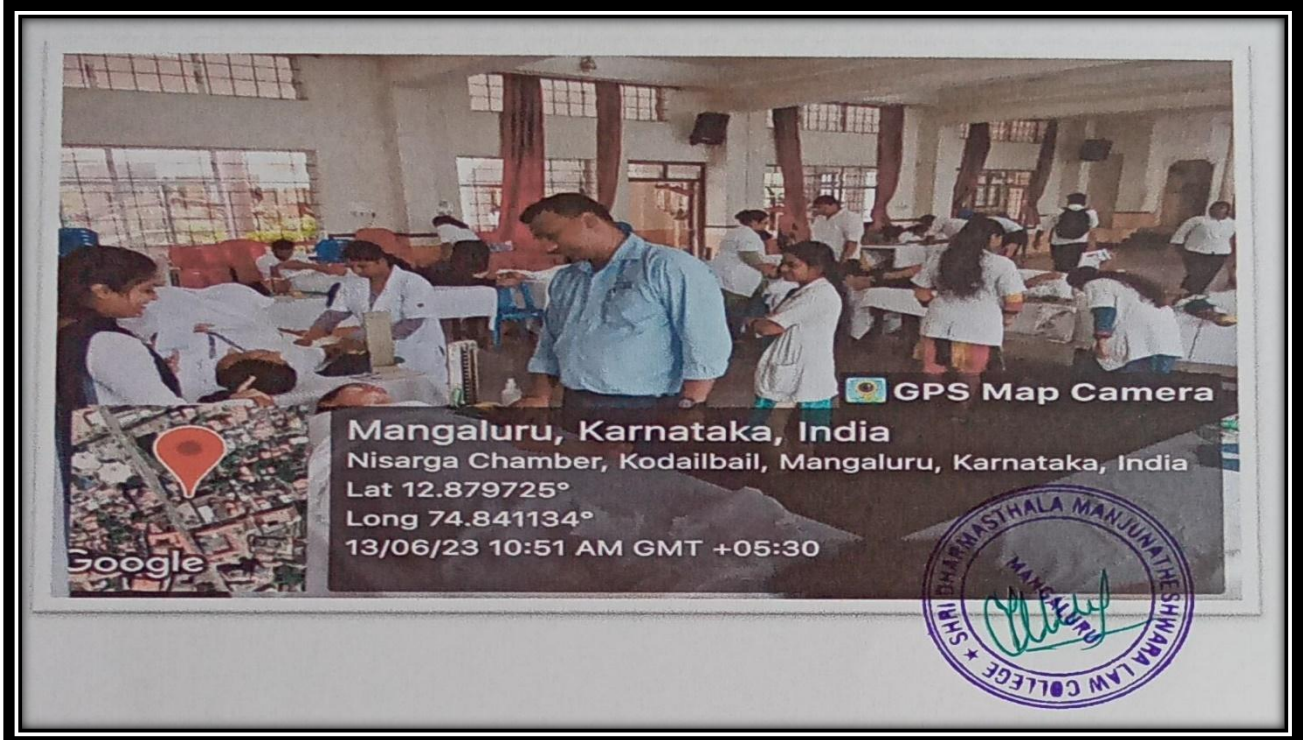 GPS Map Camera
Mangaluru, Karnataka, India
Nisarga Chamber, Kodailbail, Mangaluru, Karnataka, India
Lat 12.879725°
Long 74.841134°
13/06/23 10:51 AM GMT +05:30
Google
SHRI DHARMASTHALA MANJUNATHESHWARA LAW COLLEGE ★
MANGALURU